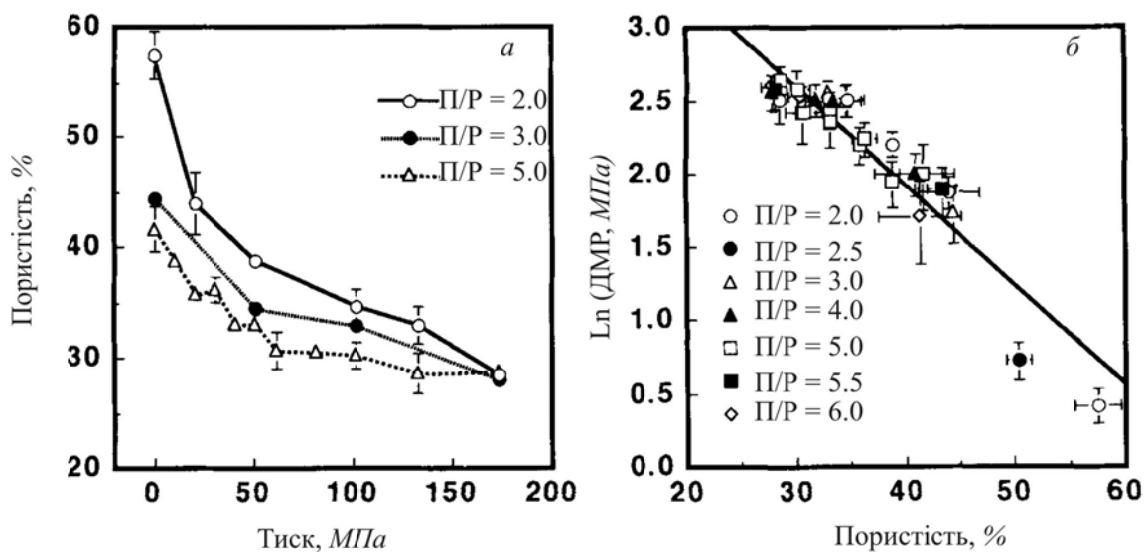 60
50
40
30
20
Пористість, %
0
50
100
150
200
Тиск, МПа
а
П/Р = 2.0
П/Р = 3.0
П/Р = 5.0
3.0
2.5
2.0
1.5
1.0
0.5
0.0
Ln (ДМР, МПа)
20
30
40
50
60
Пористість, %
б
П/Р = 2.0
П/Р = 2.5
П/Р = 3.0
П/Р = 4.0
П/Р = 5.0
П/Р = 5.5
П/Р = 6.0